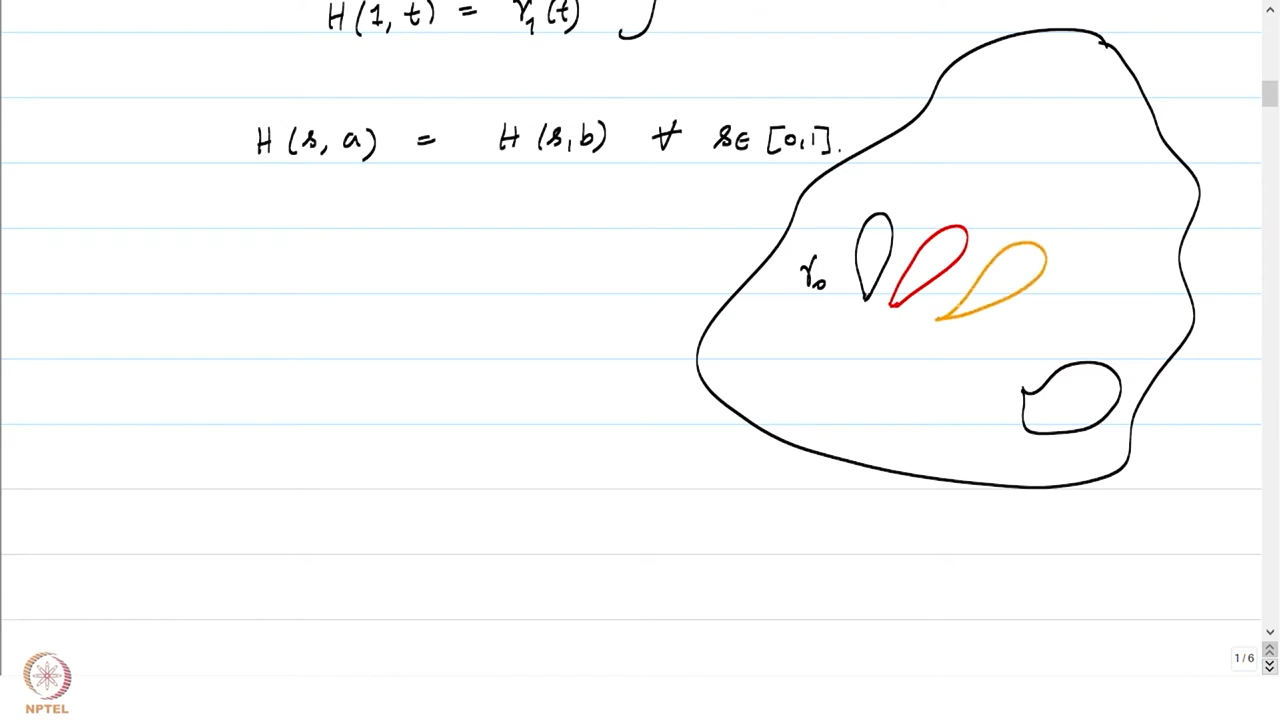 H(1, t) = γ₁(t)
H(s, a) = H(s, b) ∀ s∈ [0,1].
γ₀
1 / 6
NPTEL